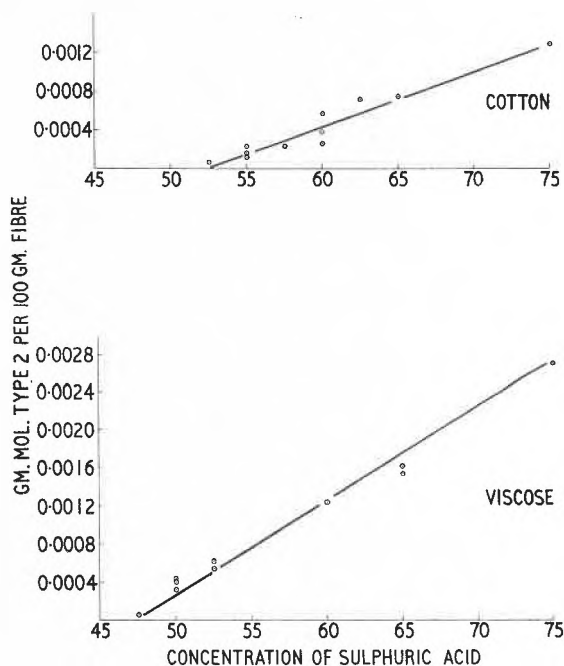 0·0012
0·0008
0·0004
COTTON
45 50 55 60 65 70 75
GM. MOL. TYPE 2 PER 100 GM. FIBRE
0·0028
0·0024
0·0020
0·0016
0·0012
0·0008
0·0004
VISCOSE
45 50 55 60 65 70 75
CONCENTRATION OF SULPHURIC ACID